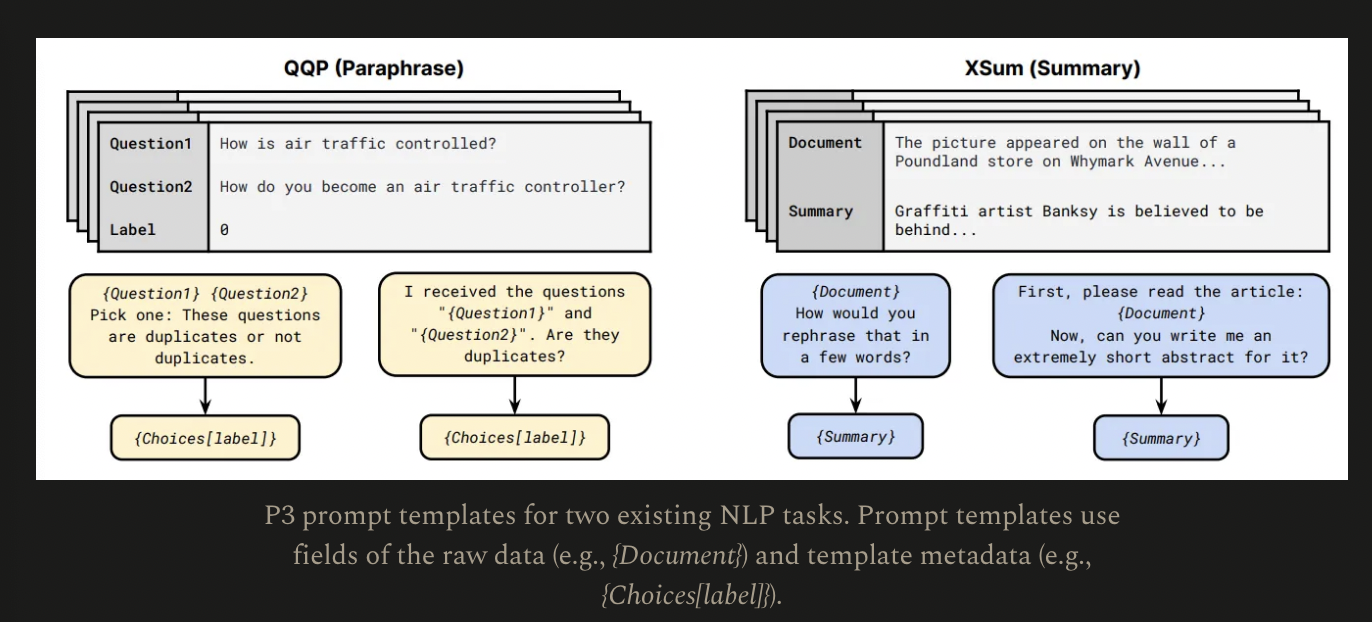 QQP (Paraphrase)
Question1 How is air traffic controlled?
Question2 How do you become an air traffic controller?
Label 0
{Question1} {Question2}
Pick one: These questions
are duplicates or not
duplicates.
{Choices[label]}
I received the questions
"{Question1}" and
"{Question2}". Are they
duplicates?
{Choices[label]}
XSum (Summary)
Document The picture appeared on the wall of a
Poundland store on Whymark Avenue...
Summary Graffiti artist Banksy is believed to be
behind...
{Document}
How would you
rephrase that in
a few words?
{Summary}
First, please read the article:
{Document}
Now, can you write me an
extremely short abstract for it?
{Summary}
P3 prompt templates for two existing NLP tasks. Prompt templates use
fields of the raw data (e.g., {Document}) and template metadata (e.g.,
{Choices[label]}).